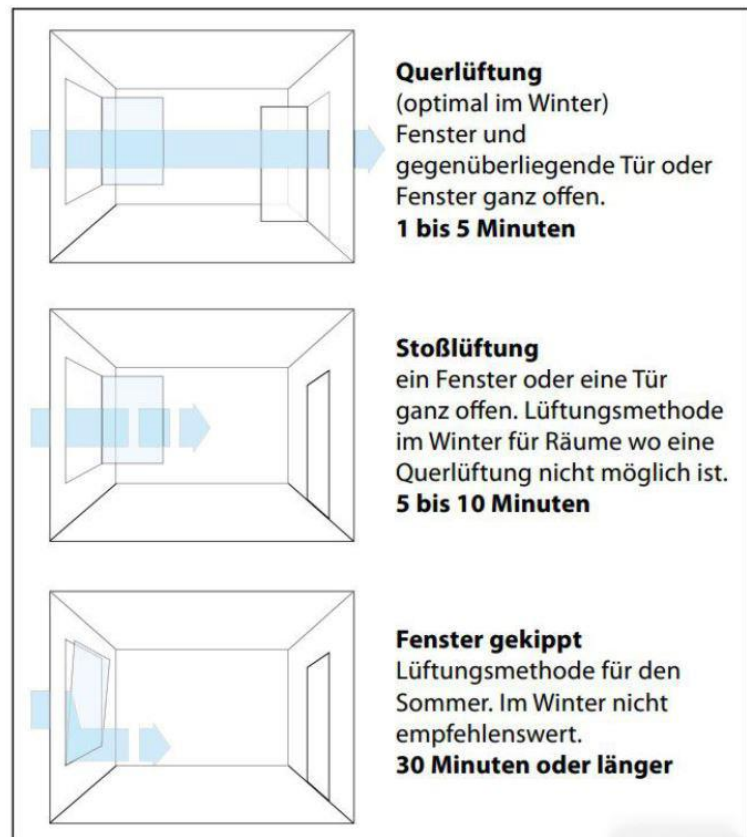 Querlüftung
(optimal im Winter)
Fenster und
gegenüberliegende Tür oder
Fenster ganz offen.
1 bis 5 Minuten
Stoßlüftung
ein Fenster oder eine Tür
ganz offen. Lüftungsmethode
im Winter für Räume wo eine
Querlüftung nicht möglich ist.
5 bis 10 Minuten
Fenster gekippt
Lüftungsmethode für den
Sommer. Im Winter nicht
empfehlenswert.
30 Minuten oder länger